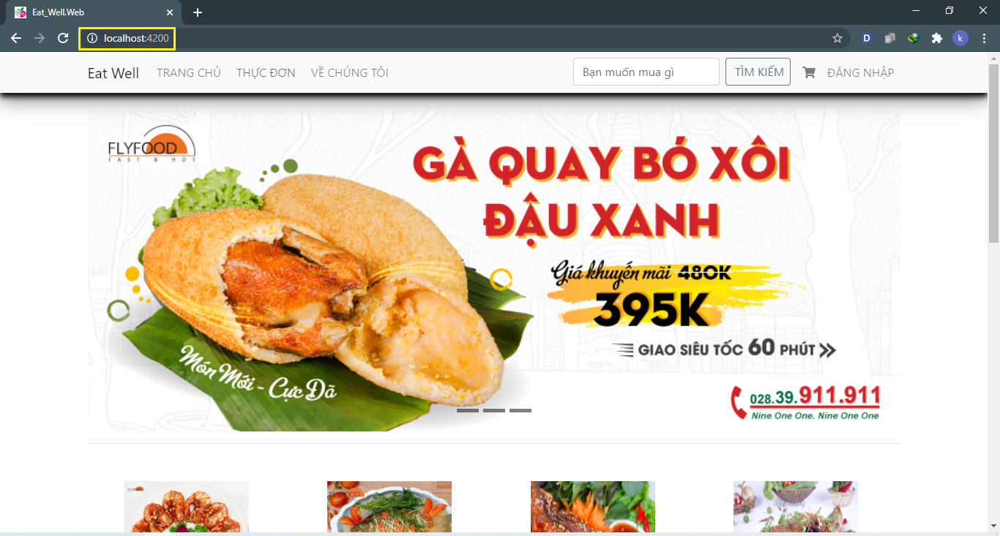 Eat_Well.Web
localhost:4200
D
k
Eat Well TRANG CHỦ THỰC ĐƠN VỀ CHÚNG TÔI Bạn muốn mua gì TÌM KIẾM ĐĂNG NHẬP
FLYFOOD
FAST & HOT
GÀ QUAY BÓ XÔI
ĐẬU XANH
Giá khuyến mãi 480K
395K
GIAO SIÊU TỐC 60 PHÚT
Món Mới - Cực Đã
028.39.911.911
Nine One One. Nine One One
FLYFOOD
FLYFOOD